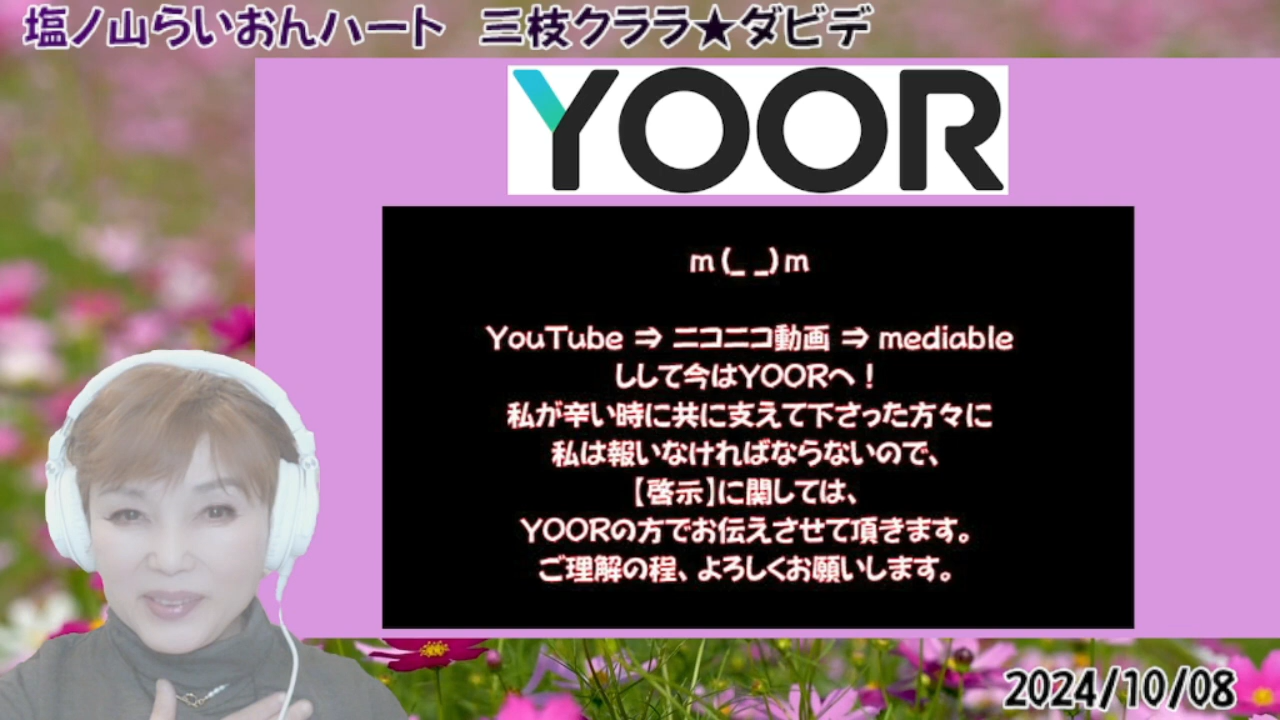 塩ノ山らいおんハート 三枝クララ★ダビデ
YOOR
m(_ _)m
YouTube ⇒ ニコニコ動画 ⇒ mediable
ししして今はYOORへ！
私が辛い時に共に支えて下さった方々に
私は報いなければならないので、
【啓示】に関しては、
YOORの方でお伝えさせて頂きます。
ご理解の程、よろしくお願いします。
2024/10/08